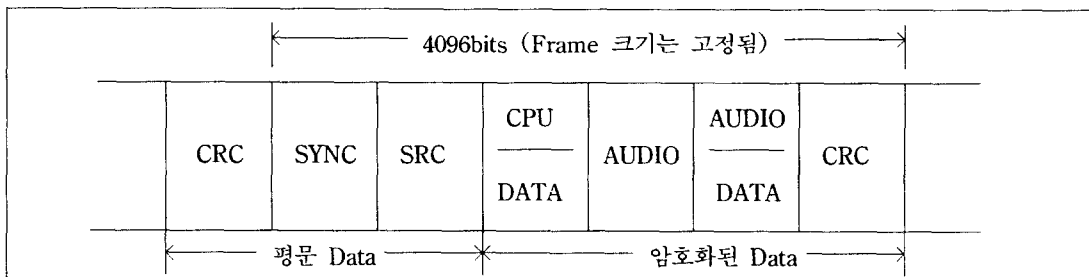 4096bits (Frame 크기는 고정됨)
CRC
SYNC
SRC
CPU
DATA
AUDIO
AUDIO
DATA
CRC
평문 Data
암호화된 Data